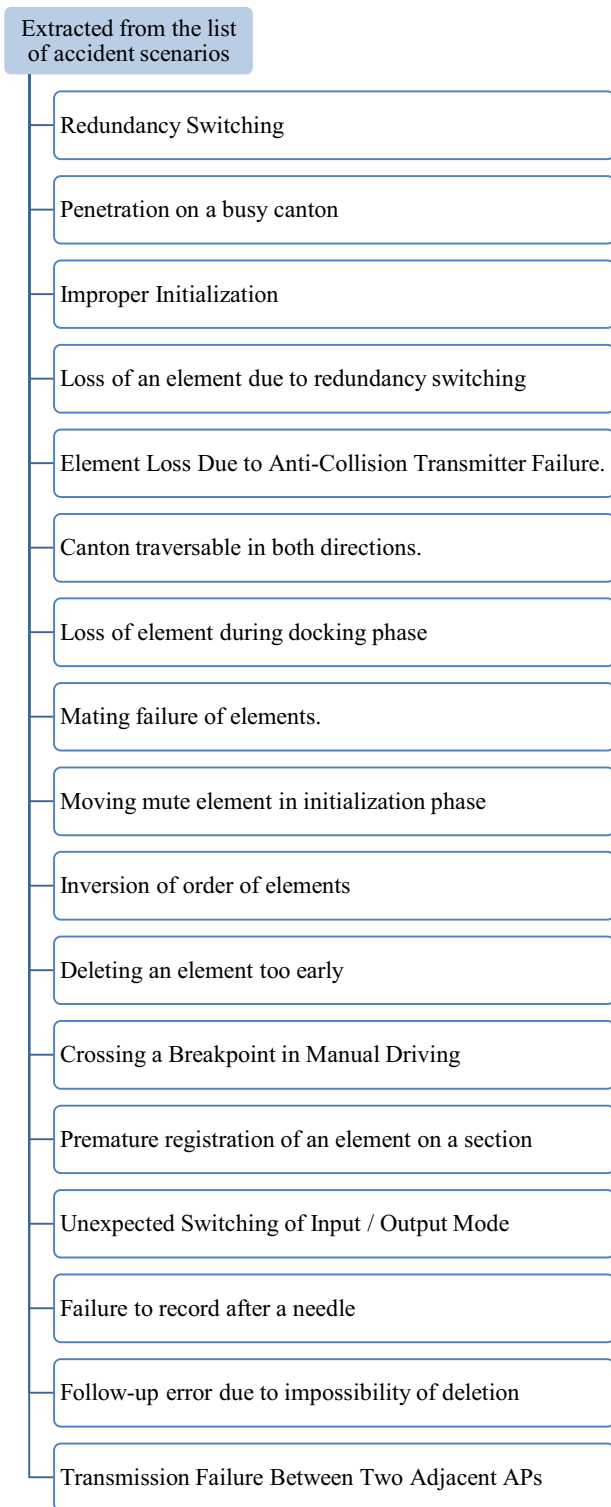 Extracted from the list
of accident scenarios
Redundancy Switching
Penetration on a busy canton
Improper Initialization
Loss of an element due to redundancy switching
Element Loss Due to Anti-Collision Transmitter Failure.
Canton traversable in both directions.
Loss of element during docking phase
Mating failure of elements.
Moving mute element in initialization phase
Inversion of order of elements
Deleting an element too early
Crossing a Breakpoint in Manual Driving
Premature registration of an element on a section
Unexpected Switching of Input / Output Mode
Failure to record after a needle
Follow-up error due to impossibility of deletion
Transmission Failure Between Two Adjacent APs